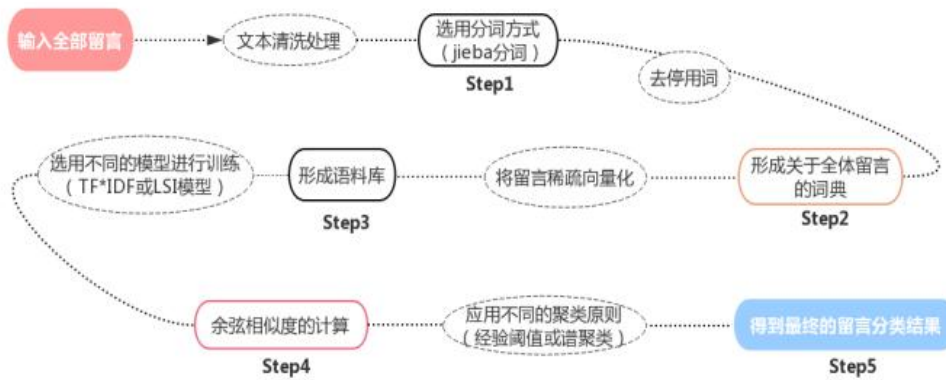 输入全部留言
文本清洗处理
选用分词方式
（jieba分词）
Step1
去停用词
形成关于全体留言
的词典
Step2
将留言稀疏向量化
形成语料库
Step3
选用不同的模型进行训练
（TF*IDF或LSI模型）
余弦相似度的计算
Step4
应用不同的聚类原则
（经验阈值或谱聚类）
得到最终的留言分类结果
Step5